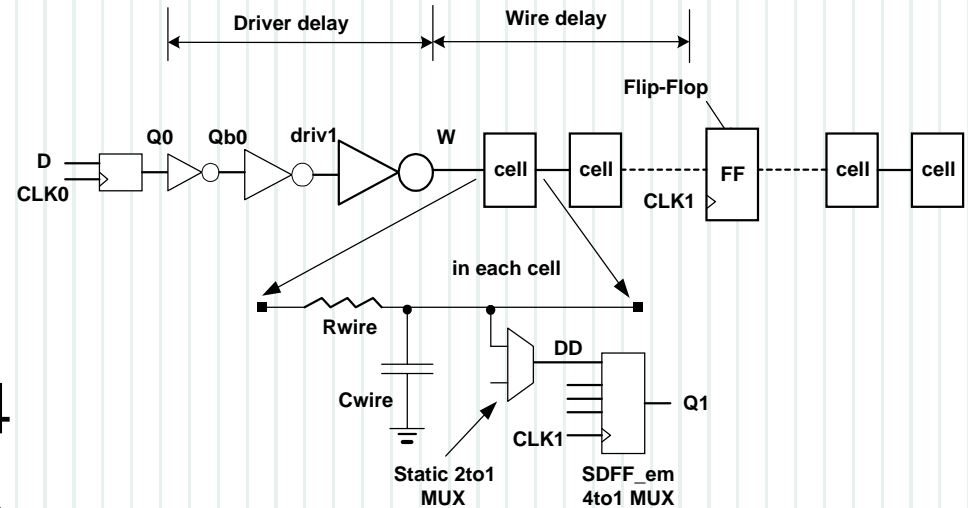 Driver delay
Wire delay
Flip-Flop
Q0
Qb0
driv1
W
D
CLK0
cell
cell
FF
CLK1
cell
cell
in each cell
Rwire
Cwire
DD
Q1
CLK1
Static 2to1
MUX
SDFF_em
4to1 MUX